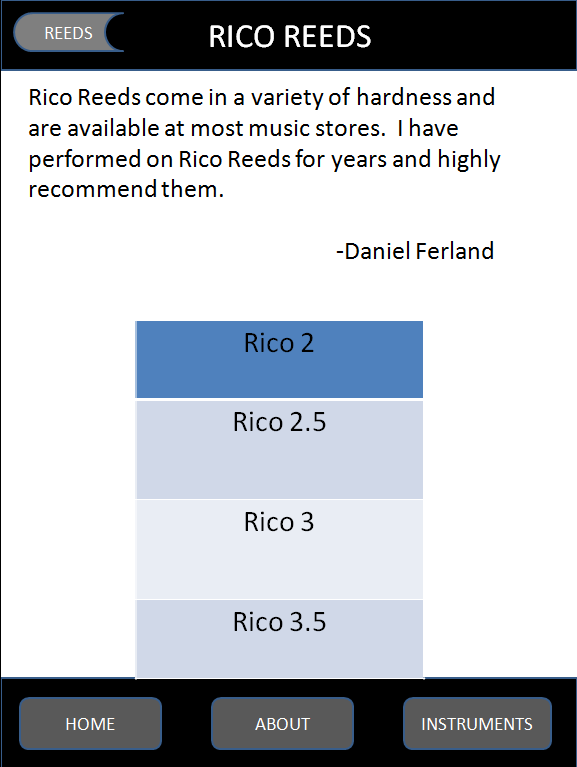 REEDS
RICO REEDS
Rico Reeds come in a variety of hardness and
are available at most music stores.  I have
performed on Rico Reeds for years and highly
recommend them.
-Daniel Ferland
Rico 2
Rico 2.5
Rico 3
Rico 3.5
HOME
ABOUT
INSTRUMENTS